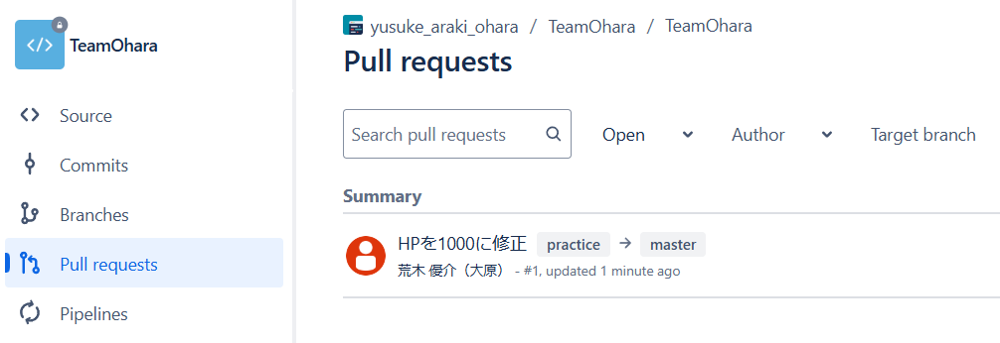 TeamOhara
Source
Commits
Branches
Pull requests
Pipelines
yusuke_araki_ohara / TeamOhara / TeamOhara
Pull requests
Search pull requests Open Author Target branch
Summary
HPを1000に修正 practice → master
荒木 優介（大原） - #1, updated 1 minute ago